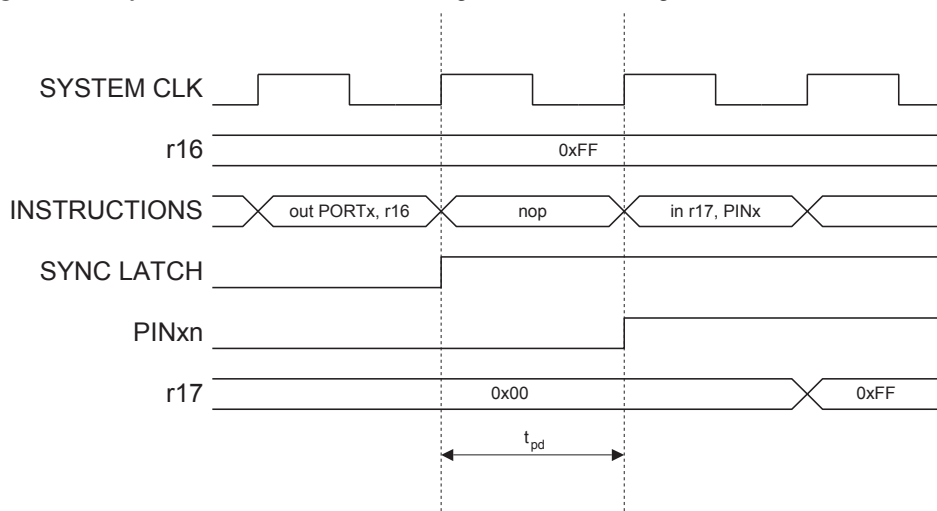 SYSTEM CLK
r16
0xFF
INSTRUCTIONS
out PORTx, r16
nop
in r17, PINx
SYNC LATCH
PINxn
r17
0x00
0xFF
tpd